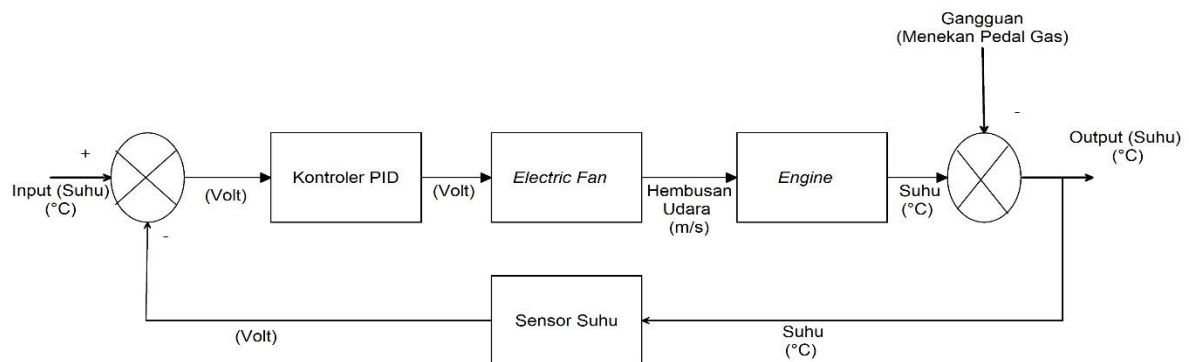 Gangguan
(Menekan Pedal Gas)
-
+
Input (Suhu)
(°C)
-
(Volt)
Kontroler PID
(Volt)
Electric Fan
Hembusan
Udara
(m/s)
Engine
Suhu
(°C)
Output (Suhu)
(°C)
Sensor Suhu
(Volt)
Suhu
(°C)